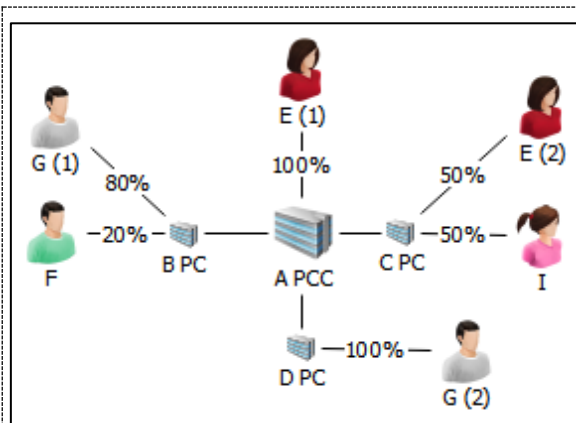 E (1)
G (1)
E (2)
100%
80%
50%
20%
50%
F
B PC
A PCC
C PC
I
100%
D PC
G (2)